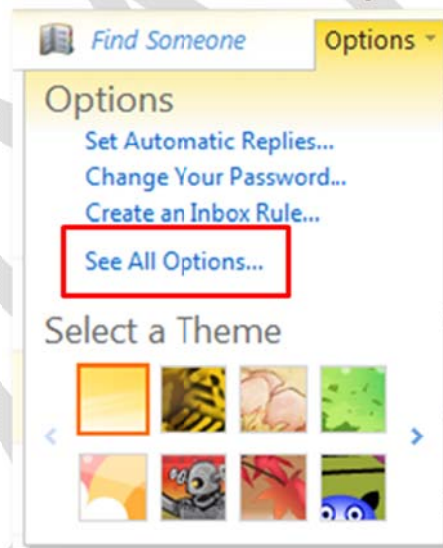 Find Someone Options
Options
Set Automatic Replies...
Change Your Password...
Create an Inbox Rule...
See All Options...
Select a Theme